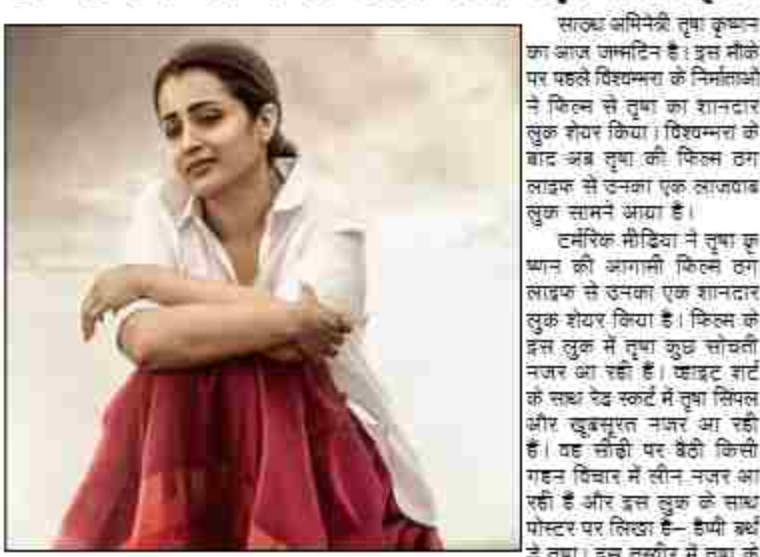 साउथ अभिनेत्री तृषा कृष्णन
का आज जन्मदिन है। इस मौके
पर पहले विश्वम्भरा के निर्माताओं
ने फिल्म से तृषा का शानदार
लुक शेयर किया। विश्वम्भरा के
बाद अब तृषा की फिल्म ठग
लाइफ से उनका एक लाजवाब
लुक सामने आया है।
टर्मरिक मीडिया ने तृषा कृ
ष्णन की आगामी फिल्म ठग
लाइफ से उनका एक शानदार
लुक शेयर किया है। फिल्म के
इस लुक में तृषा कुछ सोचती
नजर आ रही हैं। व्हाइट शर्ट
के साथ रेड स्कर्ट में तृषा सिंपल
और खूबसूरत नजर आ रही
हैं। वह सीढ़ी पर बैठी किसी
गहन विचार में लीन नजर आ
रही हैं और इस लुक के साथ
पोस्टर पर लिखा है– हैप्पी बर्थ
डे तृषा। इस तस्वीर में तृषा के